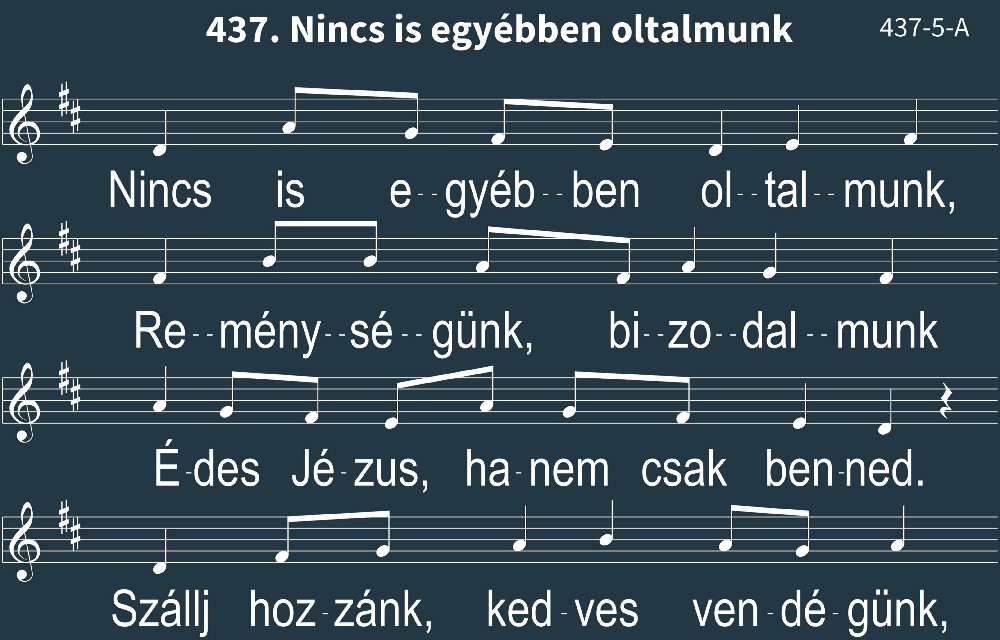 437. Nincs is egyébben oltalmunk
437-5-A
Nincs is e--gyéb--ben ol--tal--munk,
Re--mény--sé--günk, bi--zo--dal--munk
É-des Jé-zus, ha-nem csak ben-ned.
Szállj hoz-zánk, ked-ves ven-dé-günk,